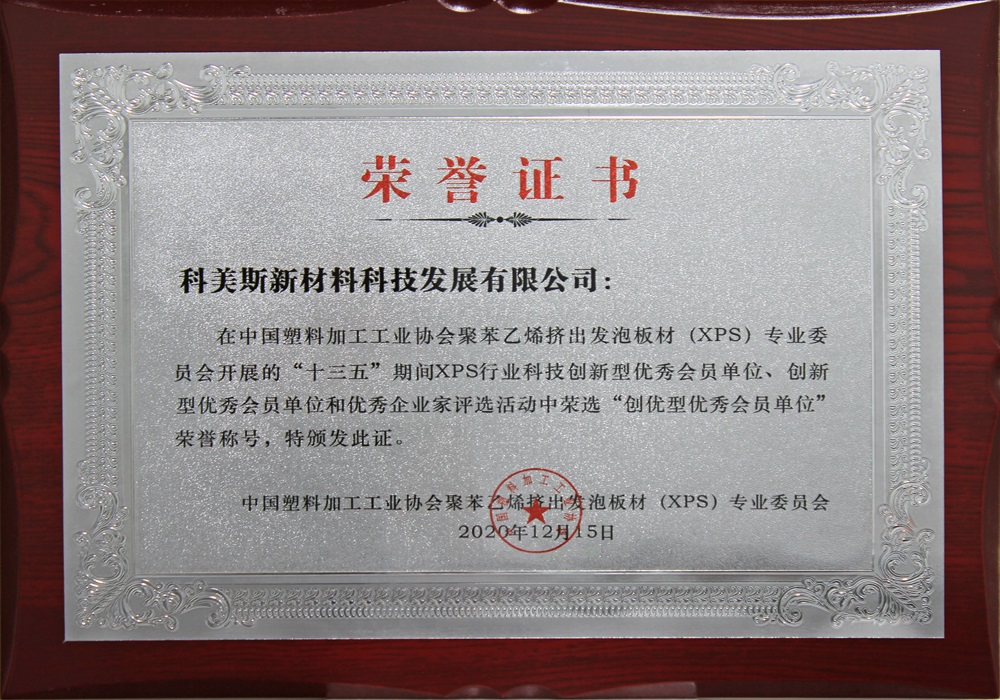 荣誉证书
科美斯新材料科技发展有限公司：
在中国塑料加工工业协会聚苯乙烯挤出发泡板材（XPS）专业委
员会开展的“十三五”期间XPS行业科技创新型优秀会员单位、创新
型优秀会员单位和优秀企业家评选活动中荣选“创优型优秀会员单位”
荣誉称号，特颁发此证。
中国塑料加工工业协会聚苯乙烯挤出发泡板材（XPS）专业委员会
2020年12月15日